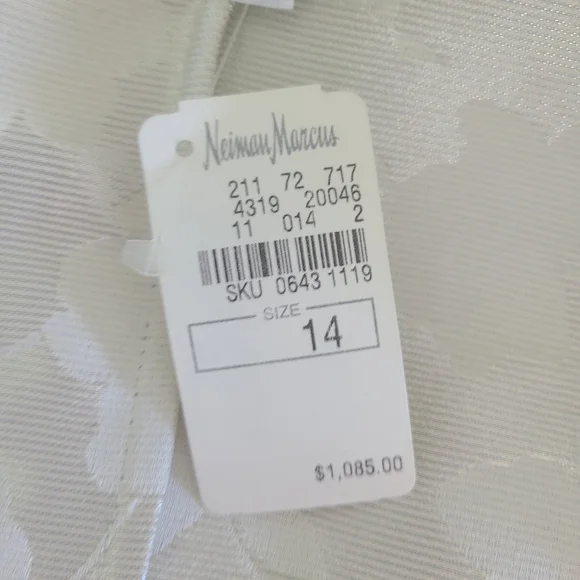 Neiman Marcus
211 72 717
4319 20046
11 014 2
SKU 0643 1119
SIZE
14
$1,085.00